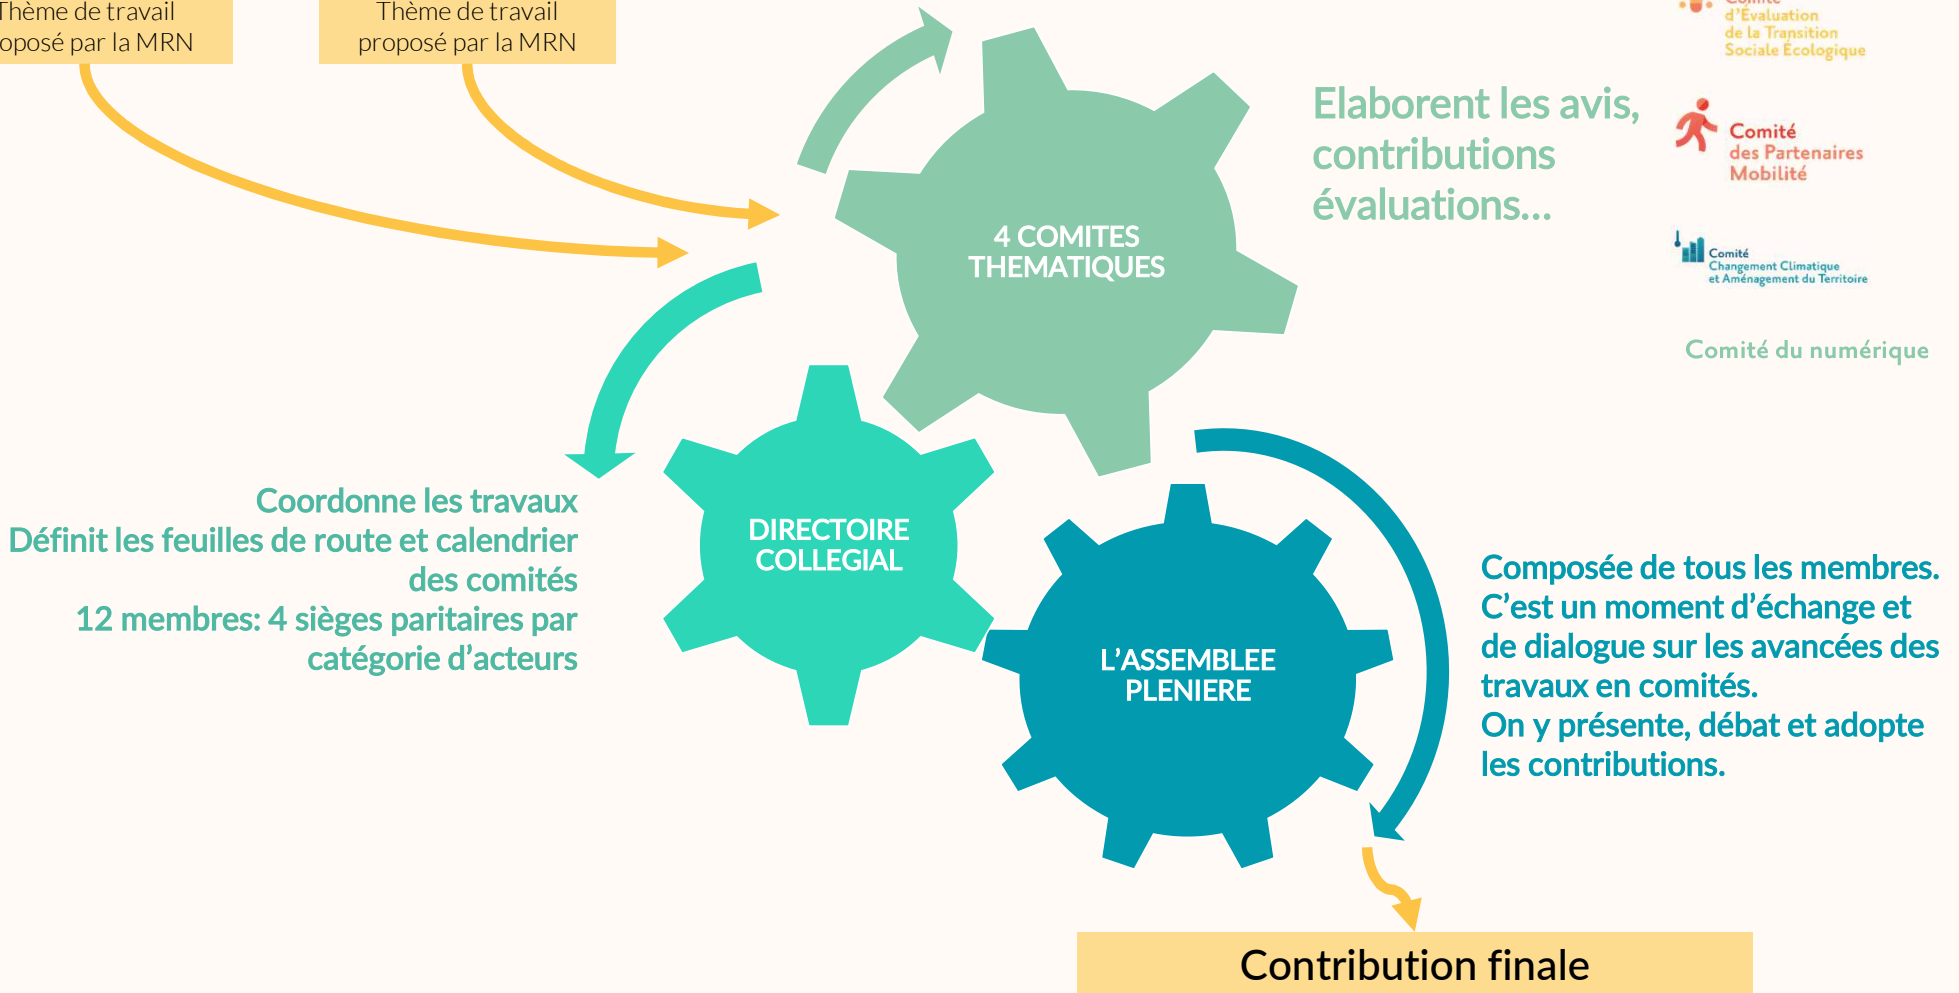 Thème de travail
proposé par la MRN
Thème de travail
proposé par la MRN
Comité
d'Évaluation
de la Transition
Sociale Écologique
Elaborent les avis,
contributions
évaluations...
Comité
des Partenaires
Mobilité
4 COMITES
THEMATIQUES
Comité
Changement Climatique
et Aménagement du Territoire
Comité du numérique
Coordonne les travaux
Définit les feuilles de route et calendrier
des comités
12 membres: 4 sièges paritaires par
catégorie d'acteurs
DIRECTOIRE
COLLEGIAL
L'ASSEMBLEE
PLENIERE
Composée de tous les membres.
C'est un moment d'échange et
de dialogue sur les avancées des
travaux en comités.
On y présente, débat et adopte
les contributions.
Contribution finale